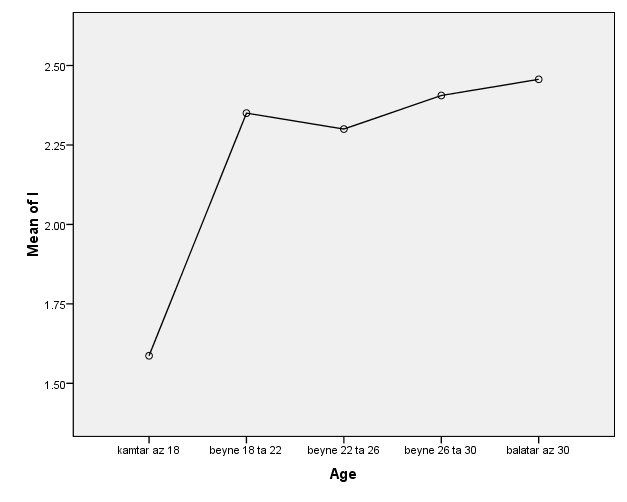 Mean of I
2.50
2.25
2.00
1.75
1.50
kamtar az 18
beyne 18 ta 22
beyne 22 ta 26
beyne 26 ta 30
balatar az 30
Age